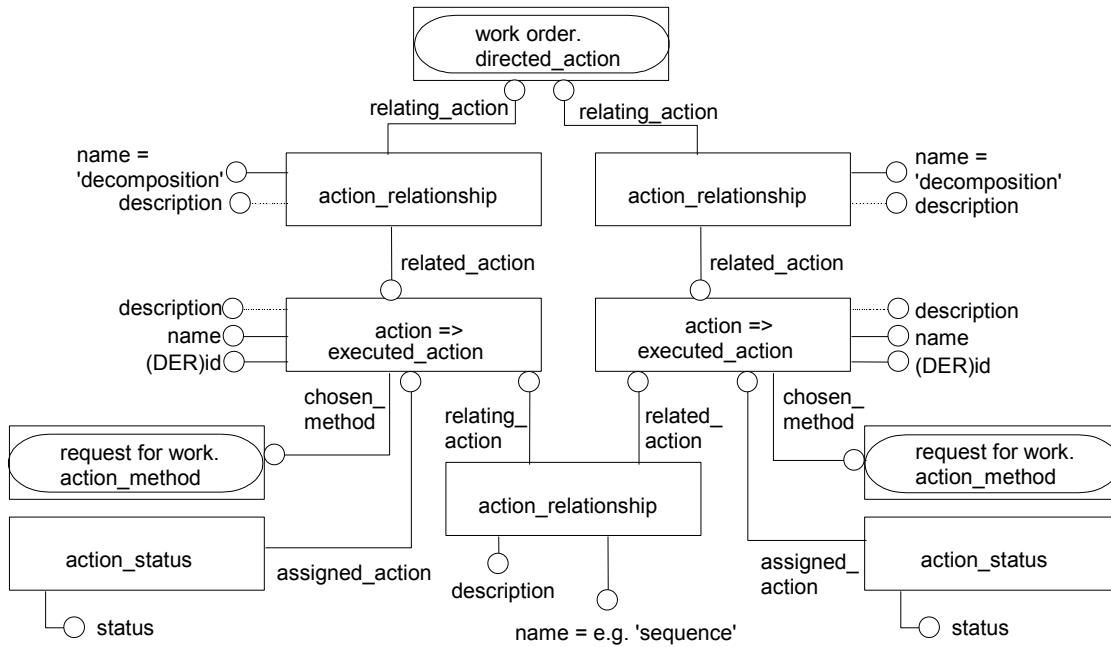 work order.
directed_action
relating_action
relating_action
name =
'decomposition'
description
action_relationship
action_relationship
name =
'decomposition'
description
related_action
related_action
description
name
(DER)id
action =>
executed_action
action =>
executed_action
description
name
(DER)id
chosen_
method
relating_
action
related_
action
chosen_
method
request for work.
action_method
action_relationship
request for work.
action_method
action_status
assigned_action
description
assigned_
action
action_status
status
name = e.g. 'sequence'
status